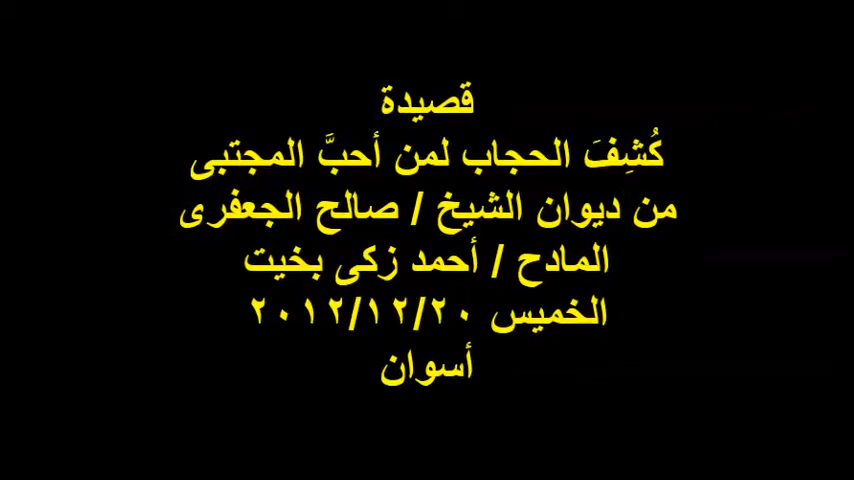 قصيدة
كُشِفَ الحجاب لمن أحبَّ المجتبى
من ديوان الشيخ / صالح الجعفرى
المادح / أحمد زكى بخيت
الخميس ٢٠١٢/١٢/٢٠
أسوان